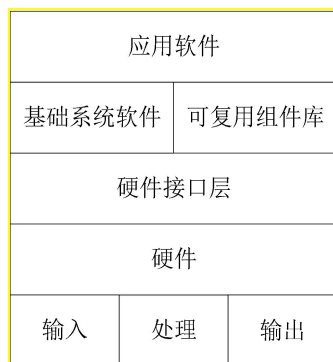 应用软件
基础系统软件 可复用组件库
硬件接口层
硬件
输入 处理 输出